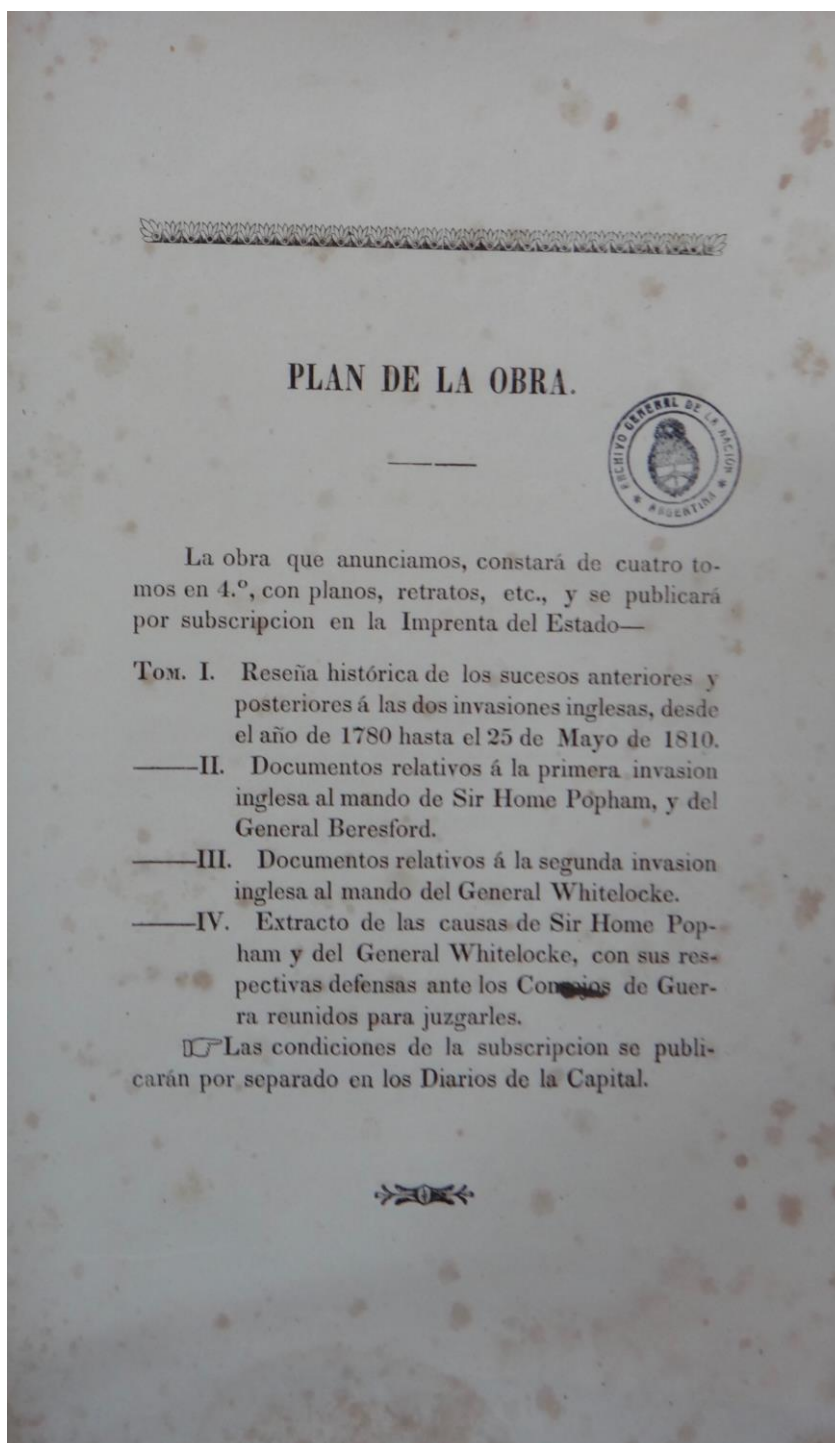 PLAN DE LA OBRA.
ARCHIVO GENERAL DE LA NACION
* ARGENTINA *
La obra que anunciamos, constará de cuatro to-
mos en 4.º, con planos, retratos, etc., y se publicará
por subscripcion en la Imprenta del Estado—
Tom. I. Reseña histórica de los sucesos anteriores y
posteriores á las dos invasiones inglesas, desde
el año de 1780 hasta el 25 de Mayo de 1810.
———II. Documentos relativos á la primera invasion
inglesa al mando de Sir Home Popham, y del
General Beresford.
———III. Documentos relativos á la segunda invasion
inglesa al mando del General Whitelocke.
———IV. Extracto de las causas de Sir Home Pop-
ham y del General Whitelocke, con sus res-
pectivas defensas ante los Consejos de Guer-
ra reunidos para juzgarles.
☞Las condiciones de la subscripcion se publi-
carán por separado en los Diarios de la Capital.